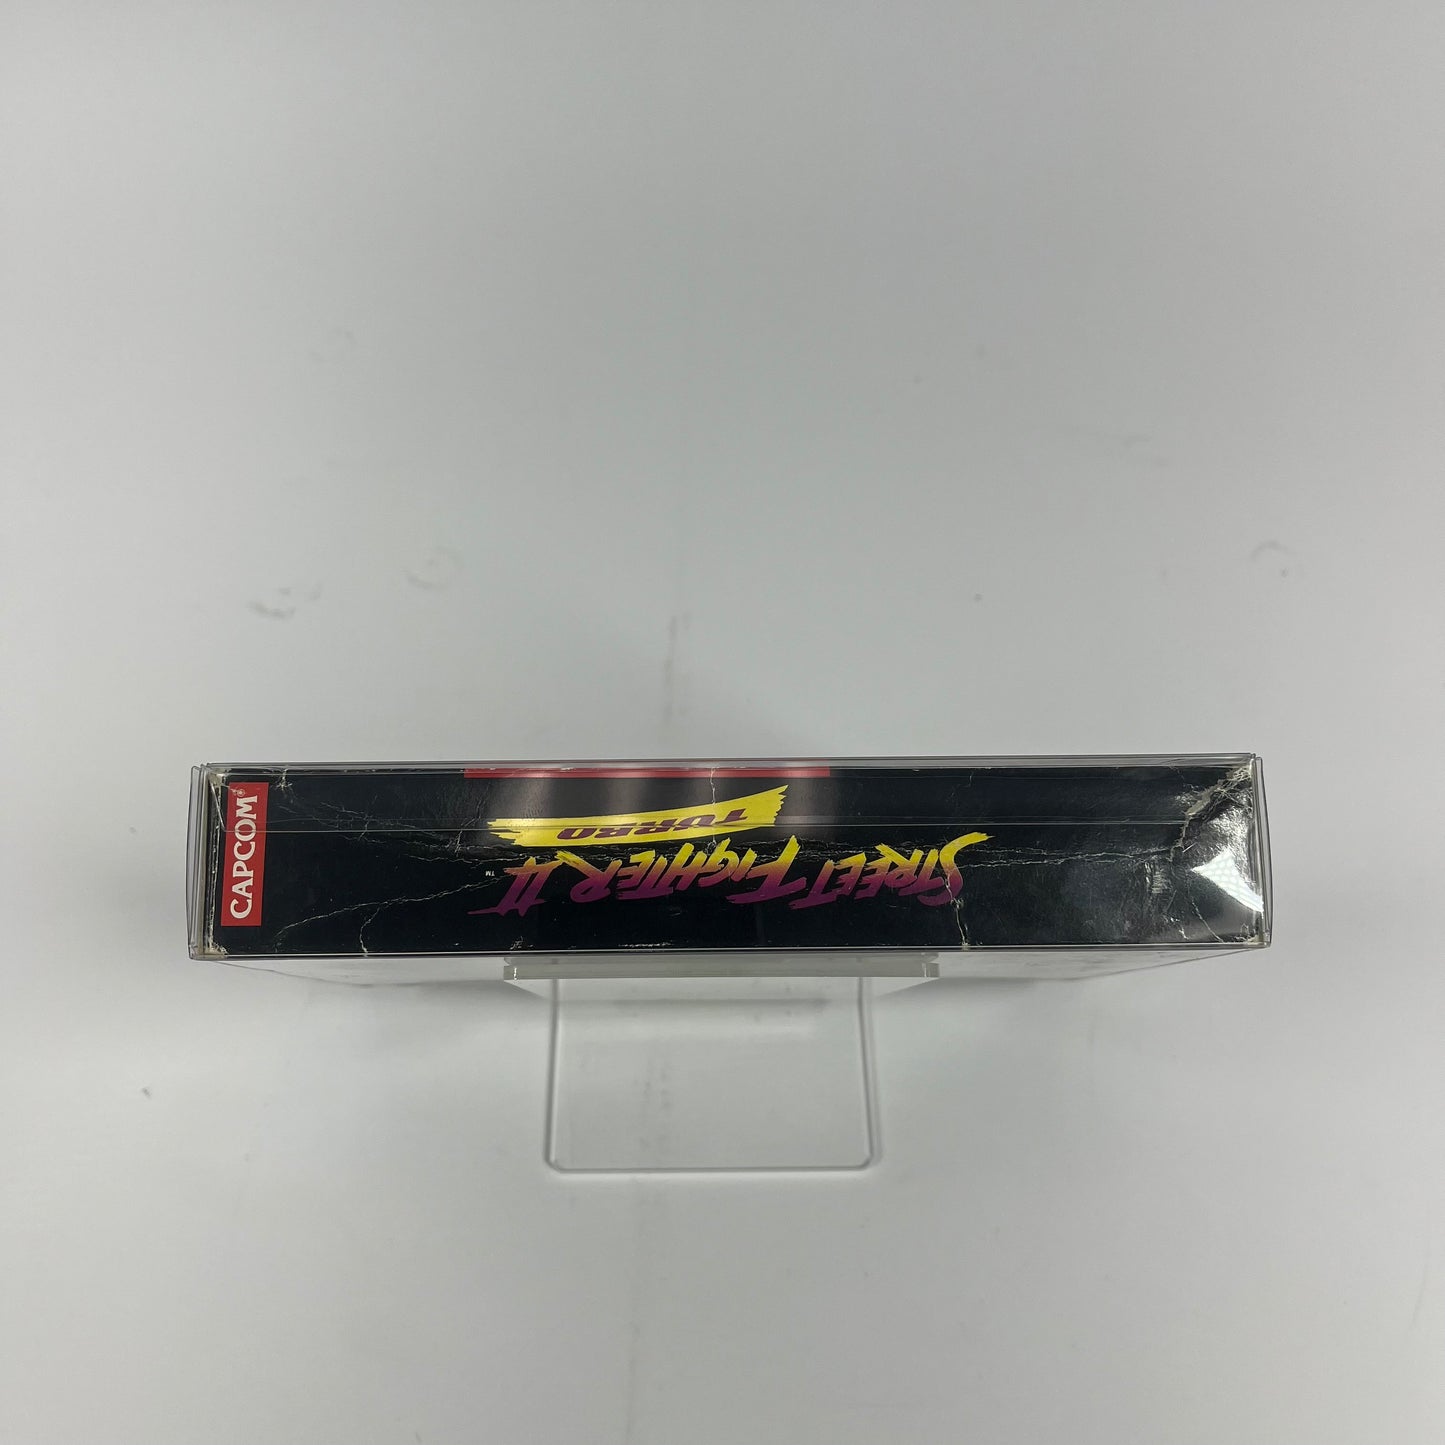 STREET FIGHTER II ™
TURBO
CAPCOM®